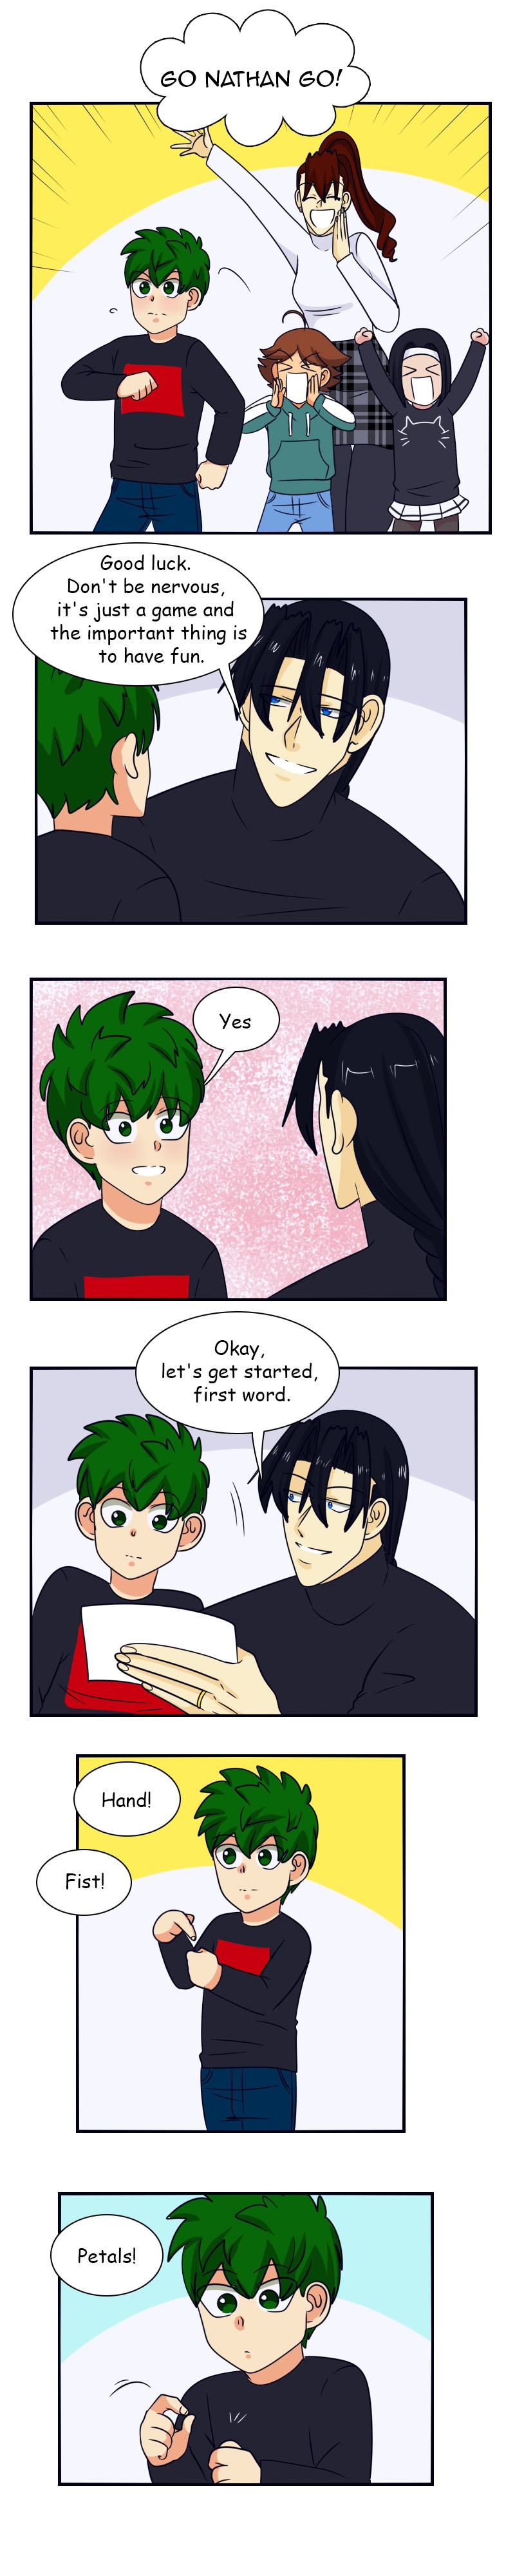 GO NATHAN GO!
Good luck.
Don't be nervous,
it's just a game and
the important thing is
to have fun.
Yes
Okay,
let's get started,
first word.
Hand!
Fist!
Petals!